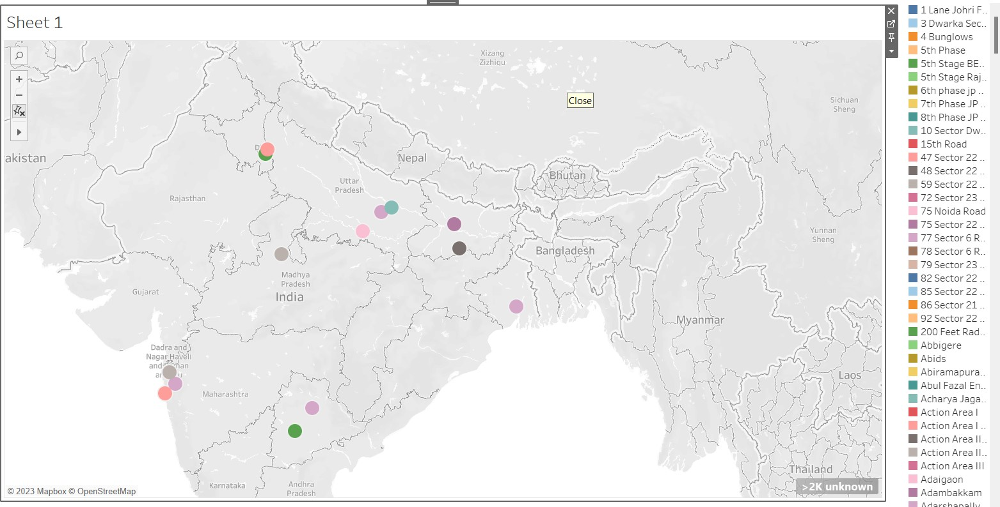 Sheet 1
Xizang
Zizhiqu
Close
Sichuan
Sheng
akistan
Nepal
Bhutan
Uttar
Pradesh
Rajasthan
Yunnan
Sheng
Bangladesh
Madhya
Pradesh
Gujarat
India
Myanmar
Dadra and
Nagar Haveli
Laos
Maharashtra
Thailand
Karnataka
Andhra
Pradesh
>2K unknown
© 2023 Mapbox © OpenStreetMap
1 Lane Johri F..
3 Dwarka Sec..
4 Bunglows
5th Phase
5th Stage BE..
5th Stage Raj..
6th phase jp ..
7th Phase JP ..
8th Phase JP ..
10 Sector Dw..
15th Road
47 Sector 22 ..
48 Sector 22 ..
59 Sector 22 ..
72 Sector 23 ..
75 Noida Road
75 Sector 22 ..
77 Sector 6 R..
78 Sector 6 R..
79 Sector 23 ..
82 Sector 22 ..
85 Sector 22 ..
86 Sector 21 ..
92 Sector 22 ..
200 Feet Rad..
Abbigere
Abids
Abiramapura..
Abul Fazal En..
Acharya Jaga..
Action Area I
Action Area I ..
Action Area II..
Action Area II..
Action Area III
Adaigaon
Adambakkam
Adarshapally